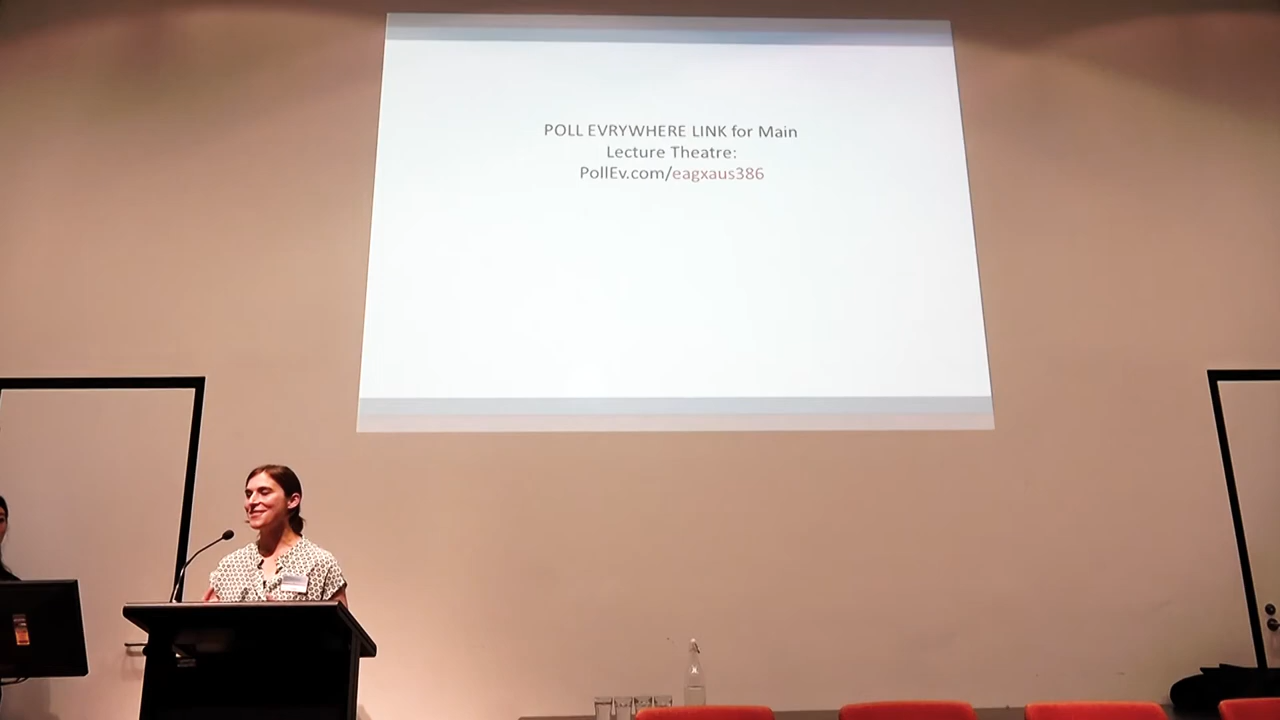 POLL EVRYWHERE LINK for Main
Lecture Theatre:
PollEv.com/eagxaus386